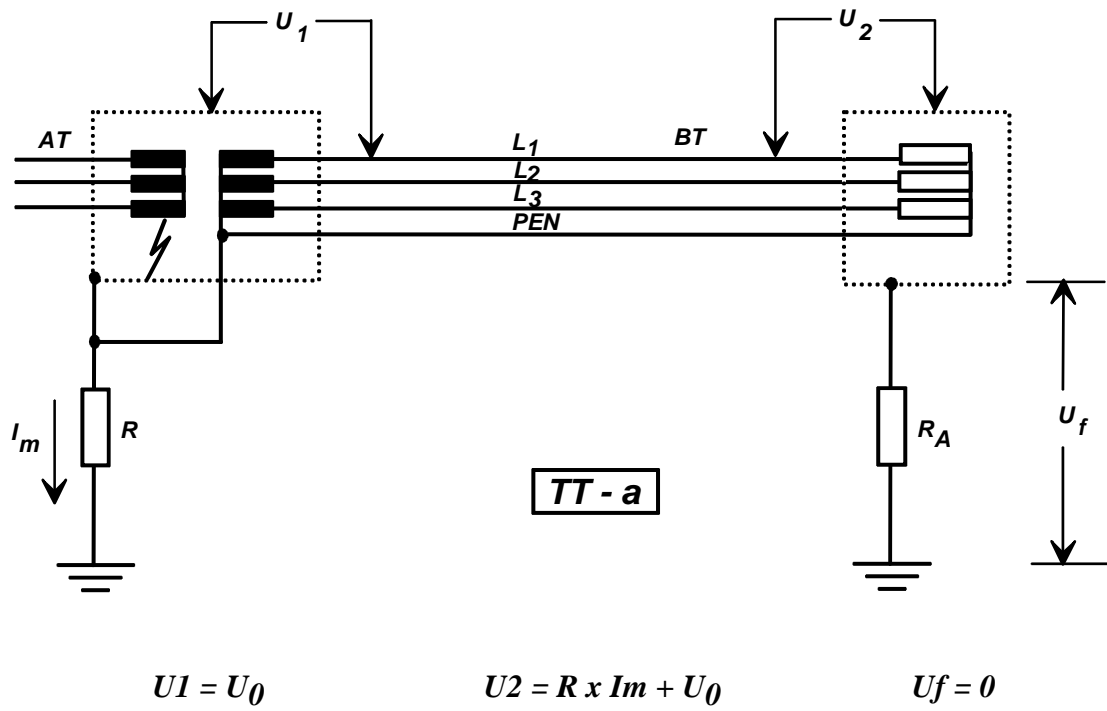 U1 U2
AT L1 BT
L2
L3
PEN
Im R RA Uf
TT - a
U1 = U0 U2 = R x Im + U0 Uf = 0